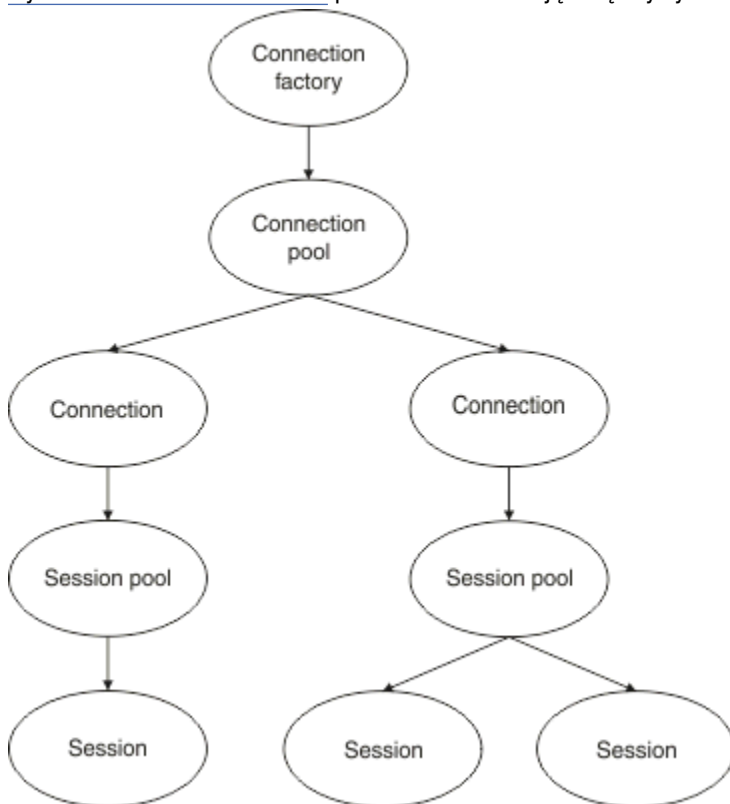 Connection
factory
Connection
pool
Connection
Connection
Session pool
Session pool
Session
Session
Session